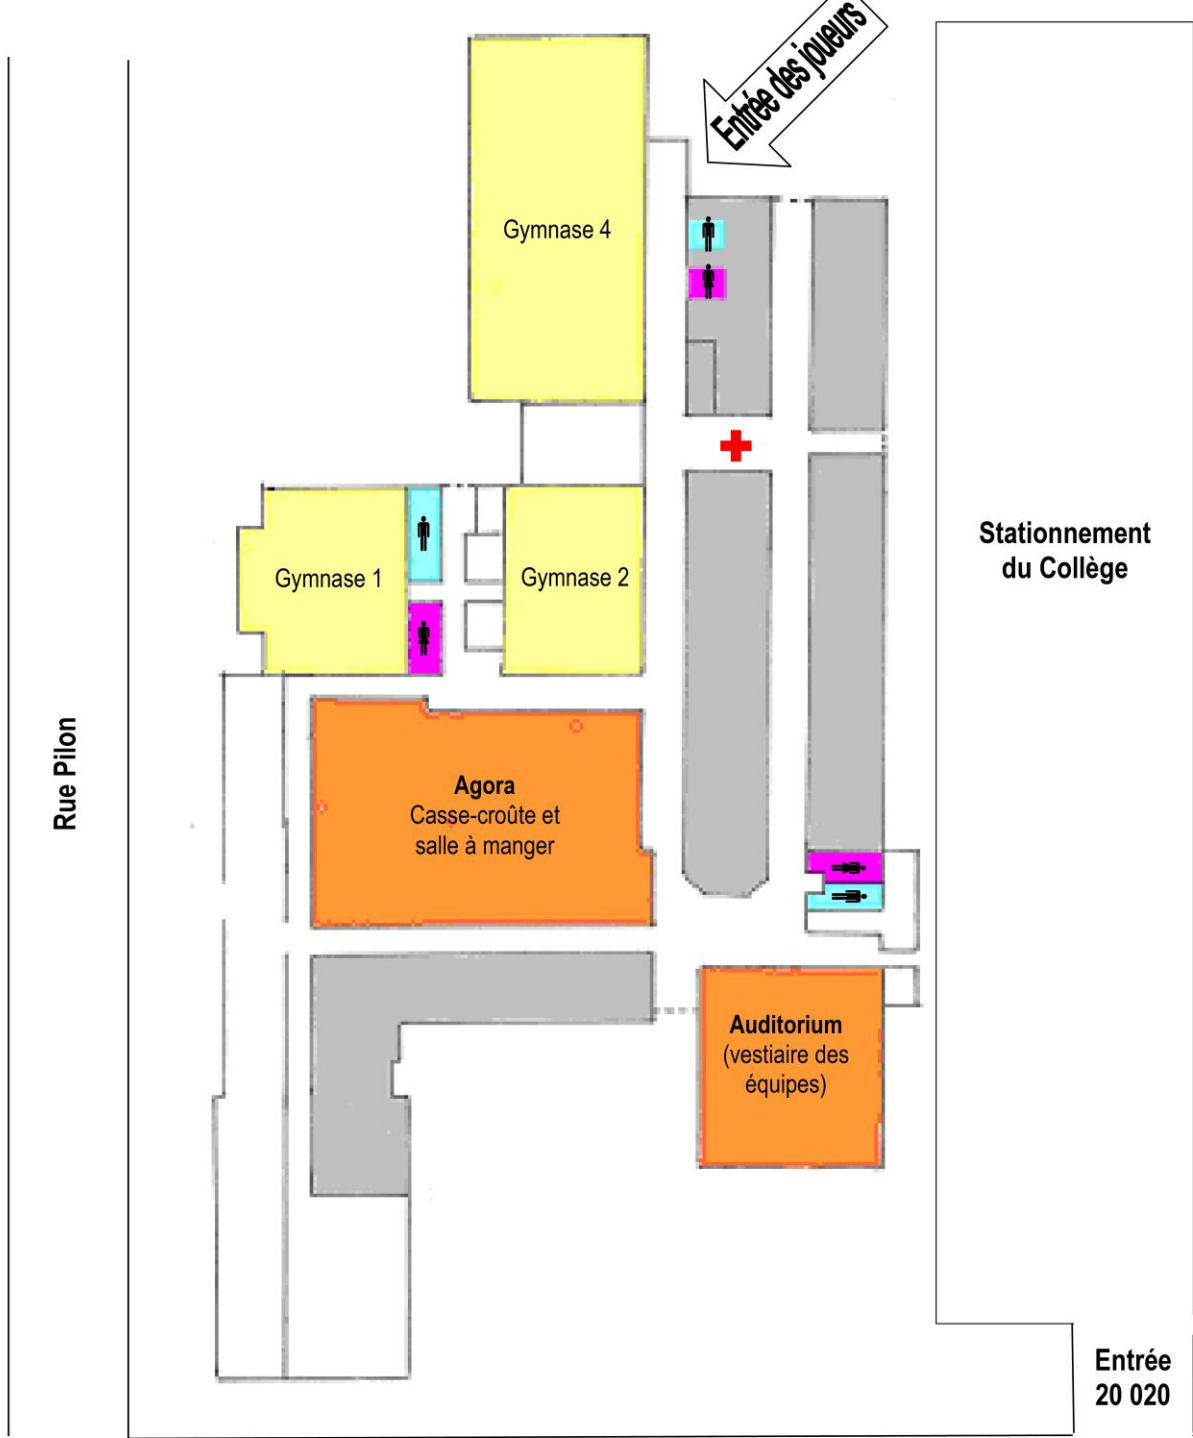 Entrée des joueurs
Gymnase 4
Gymnase 1
Gymnase 2
Stationnement
du Collège
Rue Pilon
Agora
Casse-croûte et
salle à manger
Auditorium
(vestiaire des
équipes)
Entrée
20 020